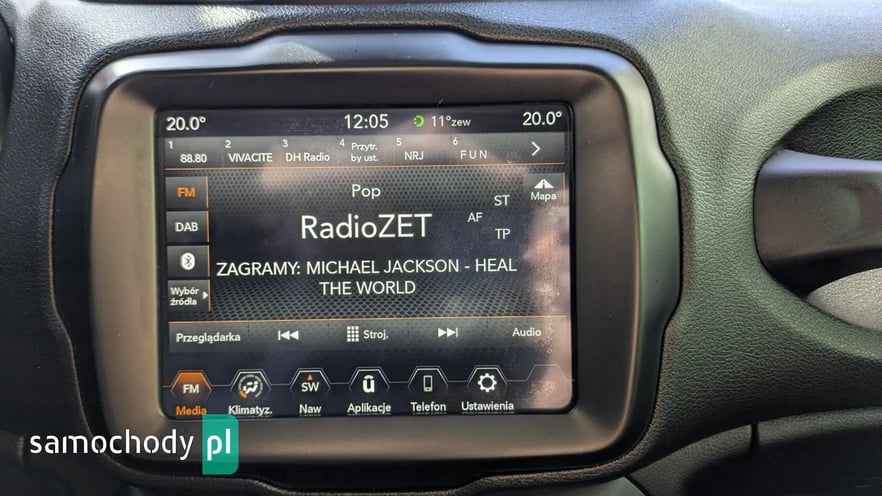 20.0° 12:05 11°zew 20.0°
1 88.80 2 VIVACITE 3 DH Radio 4 Przytr. by ust. 5 NRJ 6 FUN
FM Pop Mapa
ST
RadioZET AF
DAB TP
ZAGRAMY: MICHAEL JACKSON - HEAL
THE WORLD
Wybór
źródła
Przeglądarka Stroj. Audio
FM SW ū
Media Klimatyz. Naw Aplikacje Telefon Ustawienia
samochody pl